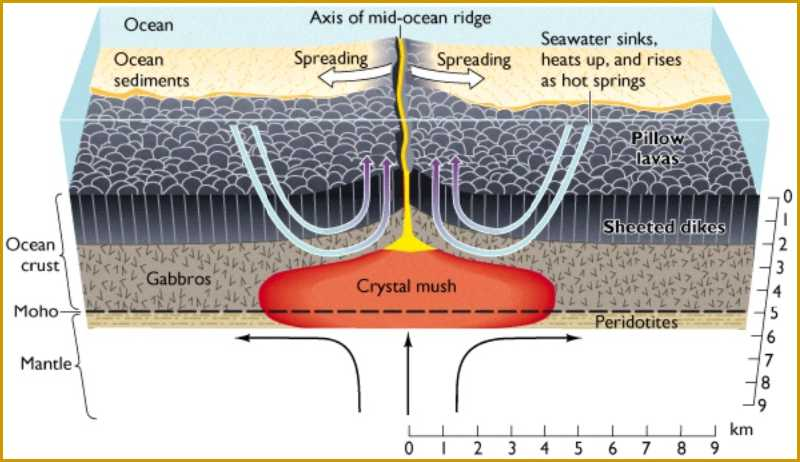 Axis of mid-ocean ridge
Ocean
Ocean
sediments
Spreading
Spreading
Seawater sinks,
heats up, and rises
as hot springs
Pillow
lavas
Sheeted dikes
Ocean
crust
Gabbros
Crystal mush
Moho
Peridotites
Mantle
0
1
2
3
4
5
6
7
8
9
km
0 1 2 3 4 5 6 7 8 9